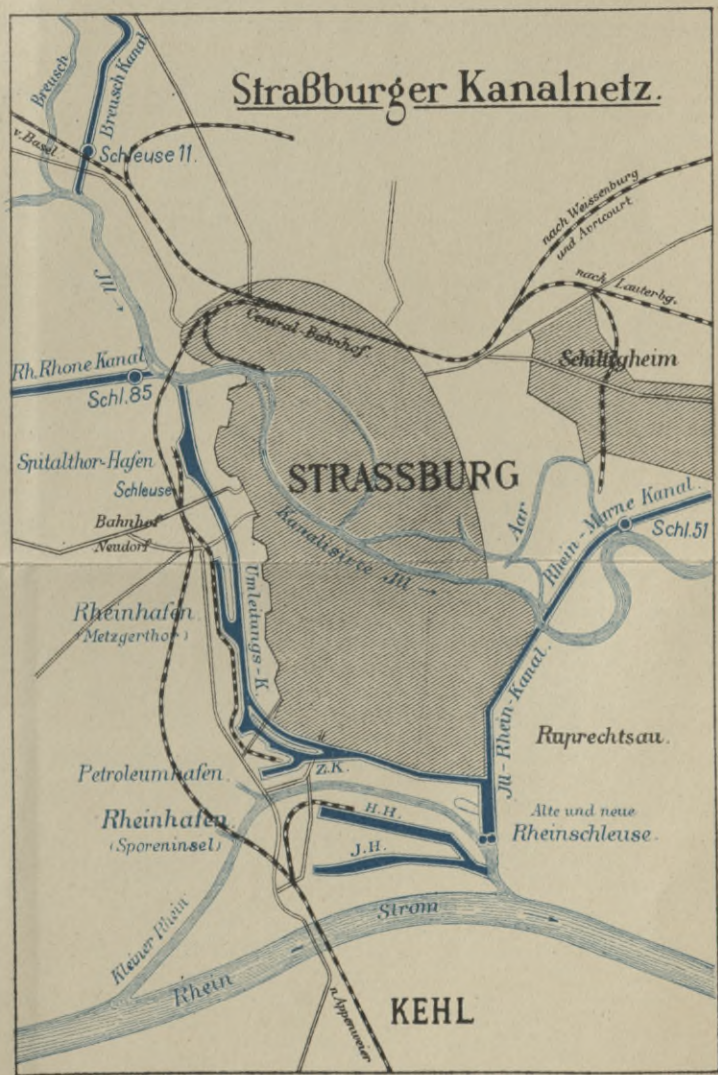 Straßburger Kanalnetz.
Breusch
Breusch Kanal
v. Basel
Schleuse 11.
Jll
nach Weissenburg
und Avricourt
nach Lauterbg.
Central-Bahnhof
Schiltigheim
Rh. Rhone Kanal
Schl. 85
Spitalthor-Hafen
Schleuse
STRASSBURG
Aar
Rhein-Marne Kanal.
Schl. 51
Bahnhof
Neudorf
Kanalisirte Jll
Rheinhafen
(Metzgerthor)
Umleitungs-K.
Jll-Rhein-Kanal.
Ruprechtsau.
Petroleumhafen
Z.K.
Rheinhafen
(Sporeninsel)
H.H.
J.H.
Alte und neue
Rheinschleuse.
Kleiner Rhein
Rhein
Strom
n. Appenweier
KEHL